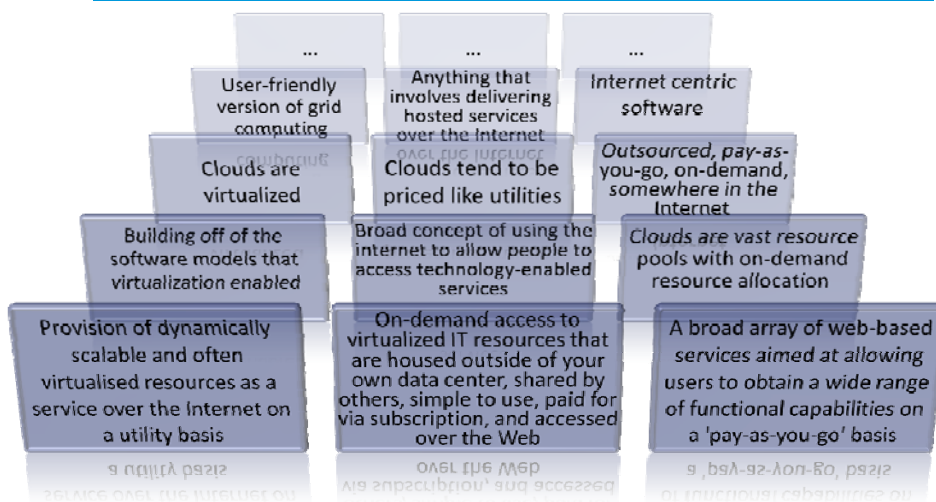 ...
...
...
User-friendly
version of grid
computing
Anything that
involves delivering
hosted services
over the Internet
Internet centric
software
Clouds are
virtualized
Clouds tend to be
priced like utilities
Outsourced, pay-as-
you-go, on-demand,
somewhere in the
Internet
Building off of the
software models that
virtualization enabled
Broad concept of using the
internet to allow people to
access technology-enabled
services
Clouds are vast resource
pools with on-demand
resource allocation
Provision of dynamically
scalable and often
virtualised resources as a
service over the Internet on
a utility basis
On-demand access to
virtualized IT resources that
are housed outside of your
own data center, shared by
others, simple to use, paid for
via subscription, and accessed
over the Web
A broad array of web-based
services aimed at allowing
users to obtain a wide range
of functional capabilities on
a 'pay-as-you-go' basis